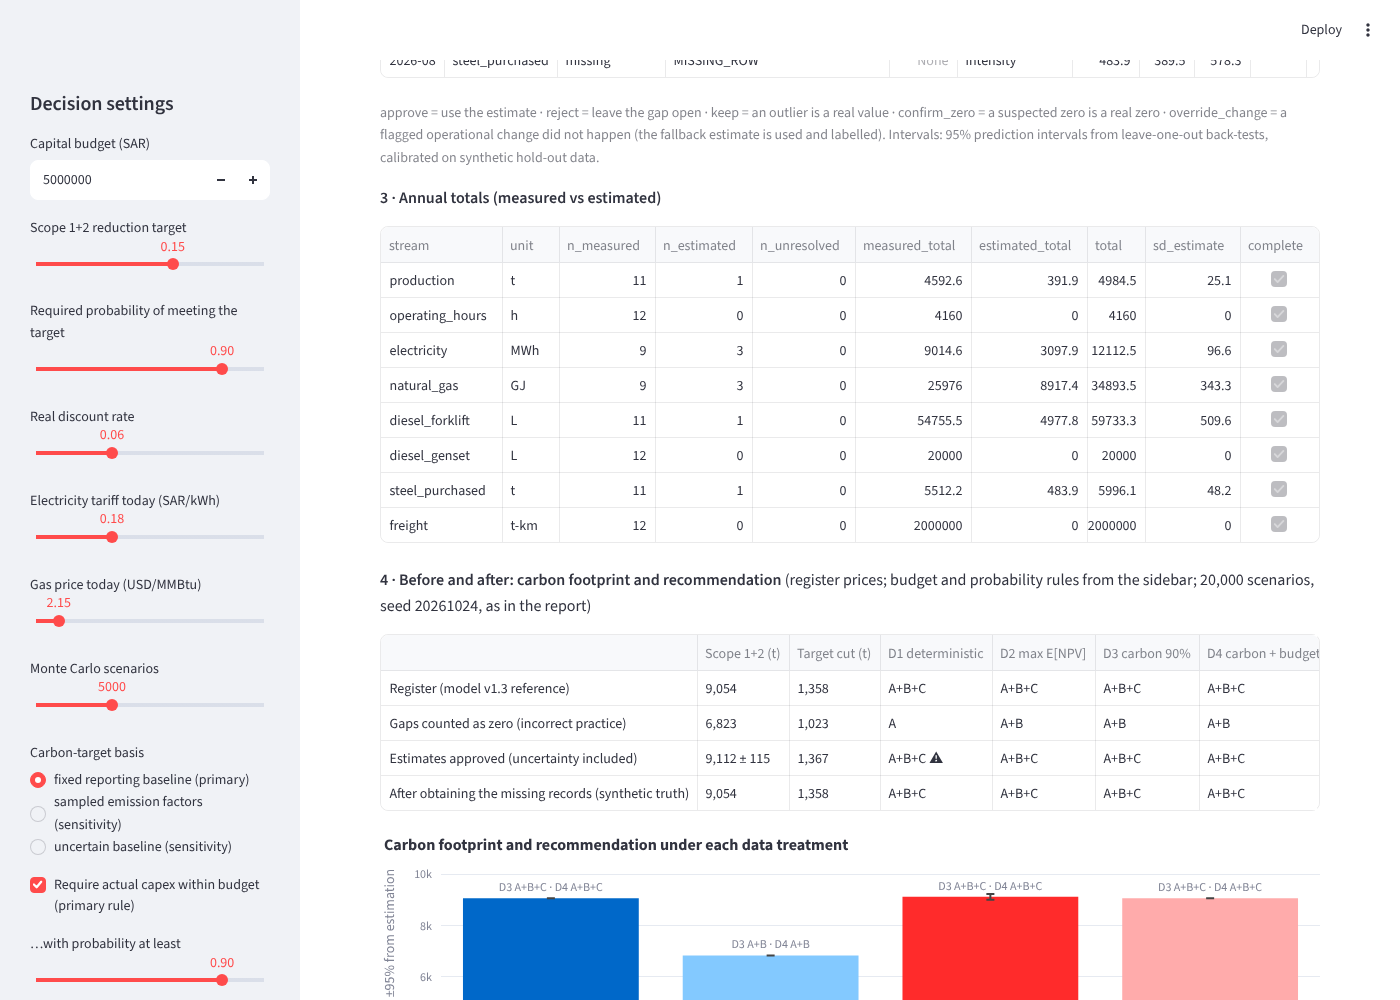 Deploy
Decision settings
Capital budget (SAR)
5000000
Scope 1+2 reduction target
0.15
Required probability of meeting the
target
0.90
Real discount rate
0.06
Electricity tariff today (SAR/kWh)
0.18
Gas price today (USD/MMBtu)
2.15
Monte Carlo scenarios
5000
Carbon-target basis
fixed reporting baseline (primary)
sampled emission factors
(sensitivity)
uncertain baseline (sensitivity)
Require actual capex within budget
(primary rule)
…with probability at least
0.90
2026-08 steel_purchased missing MISSING_ROW None intensity 483.9 389.5 578.3
approve = use the estimate · reject = leave the gap open · keep = an outlier is a real value · confirm_zero = a suspected zero is a real zero · override_change = a
flagged operational change did not happen (the fallback estimate is used and labelled). Intervals: 95% prediction intervals from leave-one-out back-tests,
calibrated on synthetic hold-out data.
3 · Annual totals (measured vs estimated)
stream unit n_measured n_estimated n_unresolved measured_total estimated_total total sd_estimate complete
production t 11 1 0 4592.6 391.9 4984.5 25.1
operating_hours h 12 0 0 4160 0 4160 0
electricity MWh 9 3 0 9014.6 3097.9 12112.5 96.6
natural_gas GJ 9 3 0 25976 8917.4 34893.5 343.3
diesel_forklift L 11 1 0 54755.5 4977.8 59733.3 509.6
diesel_genset L 12 0 0 20000 0 20000 0
steel_purchased t 11 1 0 5512.2 483.9 5996.1 48.2
freight t-km 12 0 0 2000000 0 2000000 0
4 · Before and after: carbon footprint and recommendation (register prices; budget and probability rules from the sidebar; 20,000 scenarios,
seed 20261024, as in the report)
Scope 1+2 (t) Target cut (t) D1 deterministic D2 max E[NPV] D3 carbon 90% D4 carbon + budget
Register (model v1.3 reference) 9,054 1,358 A+B+C A+B+C A+B+C A+B+C
Gaps counted as zero (incorrect practice) 6,823 1,023 A A+B A+B A+B
Estimates approved (uncertainty included) 9,112 ± 115 1,367 A+B+C ⚠ A+B+C A+B+C A+B+C
After obtaining the missing records (synthetic truth) 9,054 1,358 A+B+C A+B+C A+B+C A+B+C
Carbon footprint and recommendation under each data treatment
±95% from estimation
10k
8k
6k
D3 A+B+C · D4 A+B+C
D3 A+B · D4 A+B
D3 A+B+C · D4 A+B+C
D3 A+B+C · D4 A+B+C